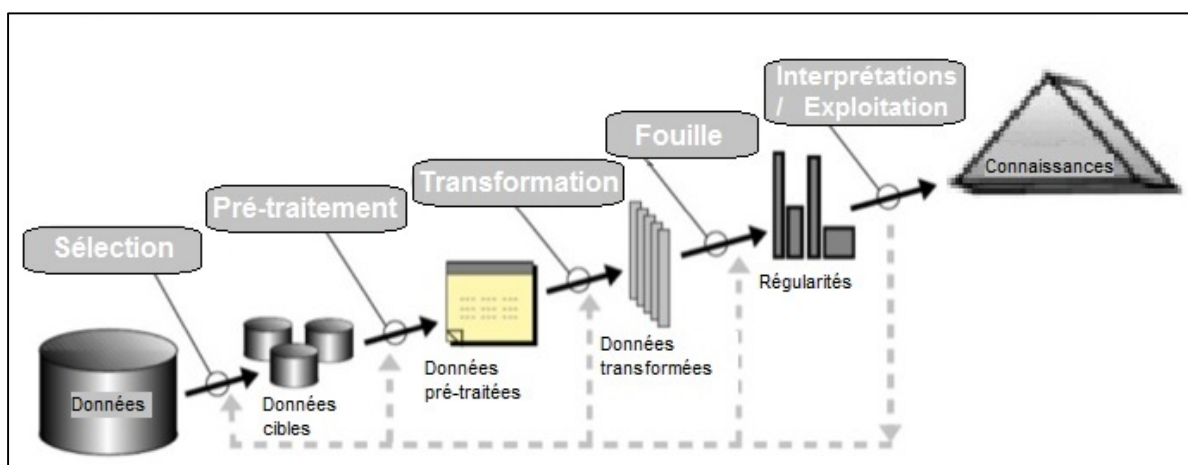 Interprétations
/ Exploitation
Fouille
Transformation
Pré-traitement
Sélection
Connaissances
Régularités
Données
transformées
Données
pré-traitées
Données
cibles
Données